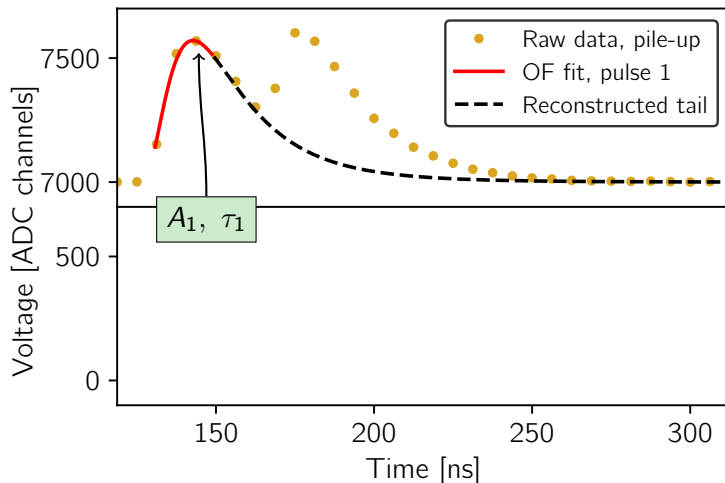 Raw data, pile-up
OF fit, pulse 1
Reconstructed tail
7500
7000
A₁, τ₁
500
0
Voltage [ADC channels]
150
200
250
300
Time [ns]